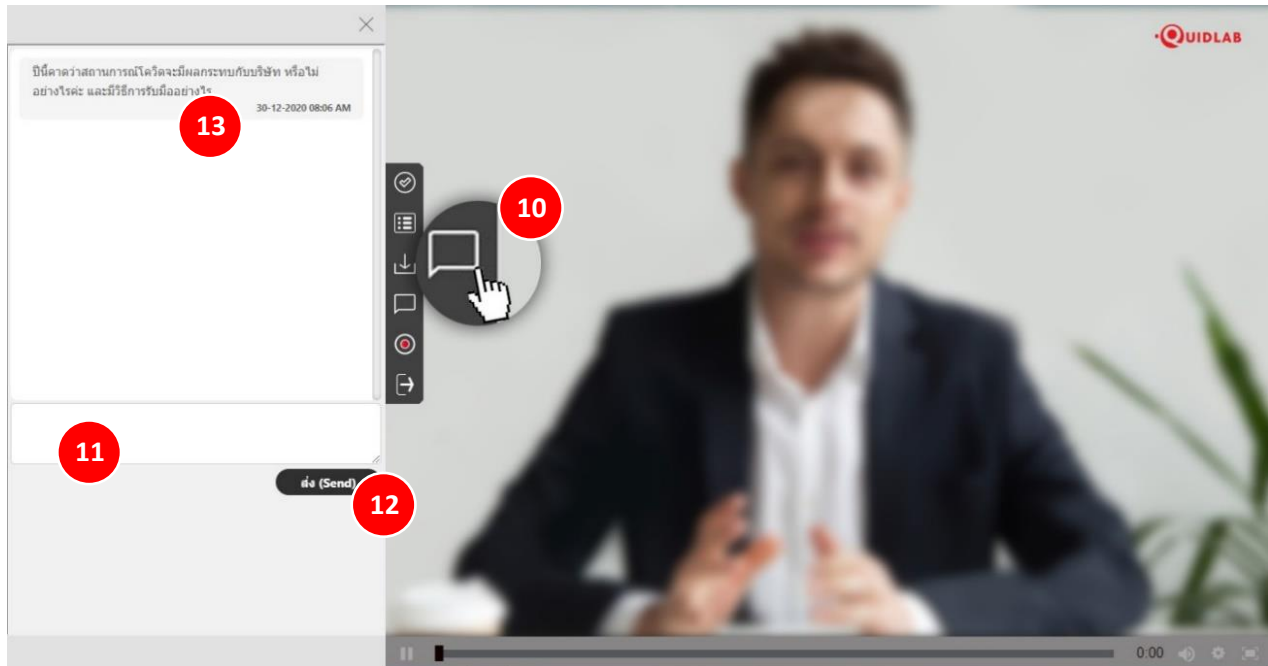 QUIDLAB
ปีนี้คาดว่าสถานการณ์โควิดจะมีผลกระทบกับบริษัท หรือไม่
อย่างไรค่ะ และมีวิธีการรับมืออย่างไร
30-12-2020 08:06 AM
13
10
11
ส่ง (Send)
12
0:00